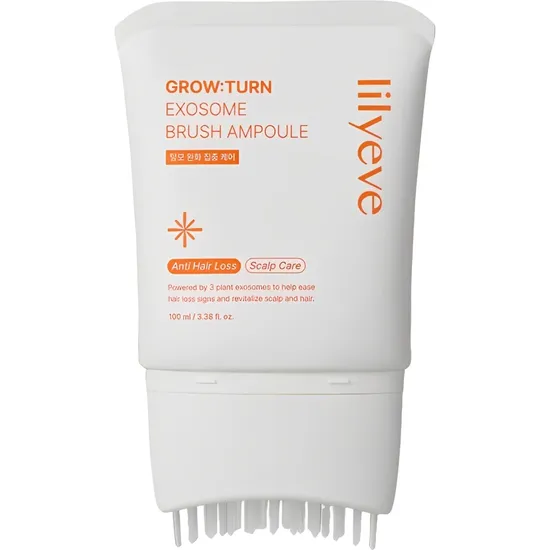 GROW:TURN
EXOSOME
BRUSH AMPOULE
탈모 완화 집중 케어
lilyeve
Anti Hair Loss
Scalp Care
Powered by 3 plant exosomes to help ease
hair loss signs and revitalize scalp and hair.
100 ml / 3.38 fl. oz.